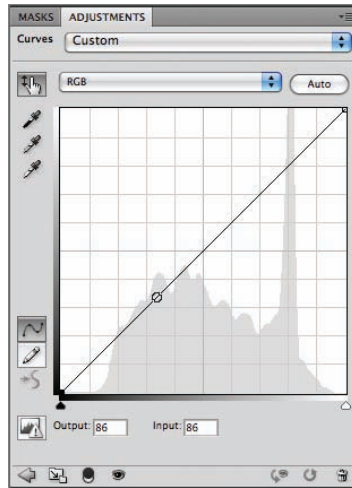 MASKS ADJUSTMENTS
Curves Custom
RGB Auto
Output: 86 Input: 86